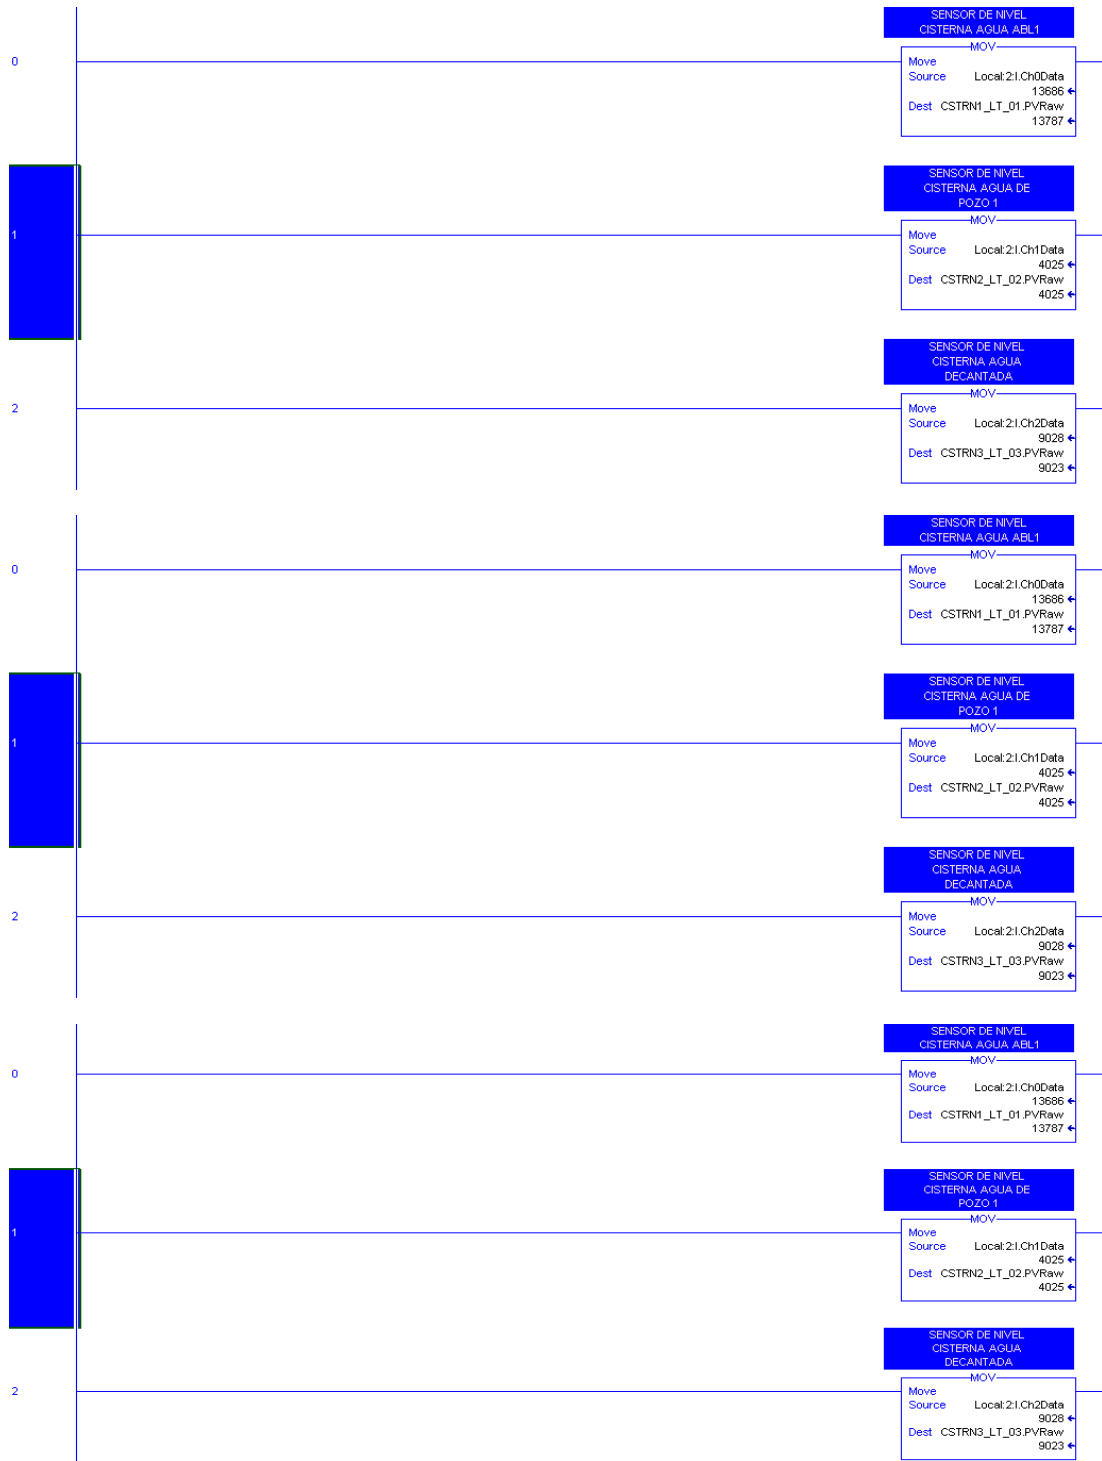 SENSOR DE NIVEL
CISTERNA AGUA ABL1
MOV
0
Move
Source Local:2:I.Ch0Data
13686
Dest CSTRN1_LT_01.PVRaw
13787
SENSOR DE NIVEL
CISTERNA AGUA DE
POZO 1
MOV
1
Move
Source Local:2:I.Ch1Data
4025
Dest CSTRN2_LT_02.PVRaw
4025
SENSOR DE NIVEL
CISTERNA AGUA
DECANTADA
MOV
2
Move
Source Local:2:I.Ch2Data
9028
Dest CSTRN3_LT_03.PVRaw
9023
SENSOR DE NIVEL
CISTERNA AGUA ABL1
MOV
0
Move
Source Local:2:I.Ch0Data
13686
Dest CSTRN1_LT_01.PVRaw
13787
SENSOR DE NIVEL
CISTERNA AGUA DE
POZO 1
MOV
1
Move
Source Local:2:I.Ch1Data
4025
Dest CSTRN2_LT_02.PVRaw
4025
SENSOR DE NIVEL
CISTERNA AGUA
DECANTADA
MOV
2
Move
Source Local:2:I.Ch2Data
9028
Dest CSTRN3_LT_03.PVRaw
9023
SENSOR DE NIVEL
CISTERNA AGUA ABL1
MOV
0
Move
Source Local:2:I.Ch0Data
13686
Dest CSTRN1_LT_01.PVRaw
13787
SENSOR DE NIVEL
CISTERNA AGUA DE
POZO 1
MOV
1
Move
Source Local:2:I.Ch1Data
4025
Dest CSTRN2_LT_02.PVRaw
4025
SENSOR DE NIVEL
CISTERNA AGUA
DECANTADA
MOV
2
Move
Source Local:2:I.Ch2Data
9028
Dest CSTRN3_LT_03.PVRaw
9023